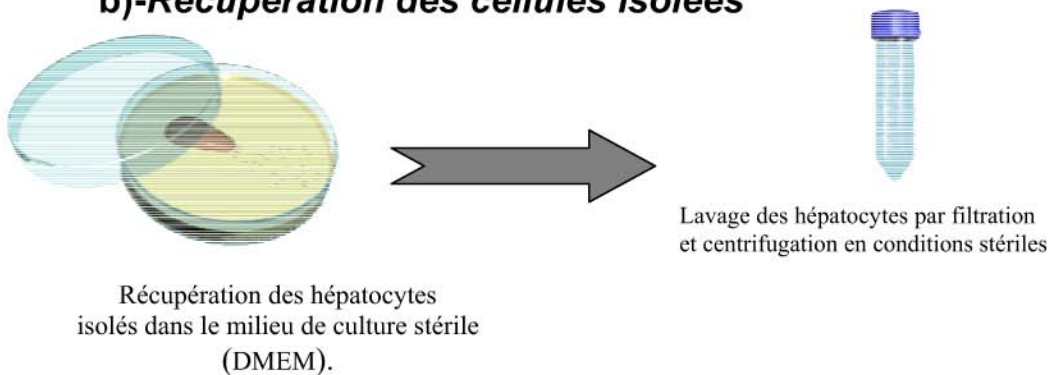 b)-Récupération des cellules isolées
Lavage des hépatocytes par filtration
et centrifugation en conditions stériles
Récupération des hépatocytes
isolés dans le milieu de culture stérile
(DMEM).